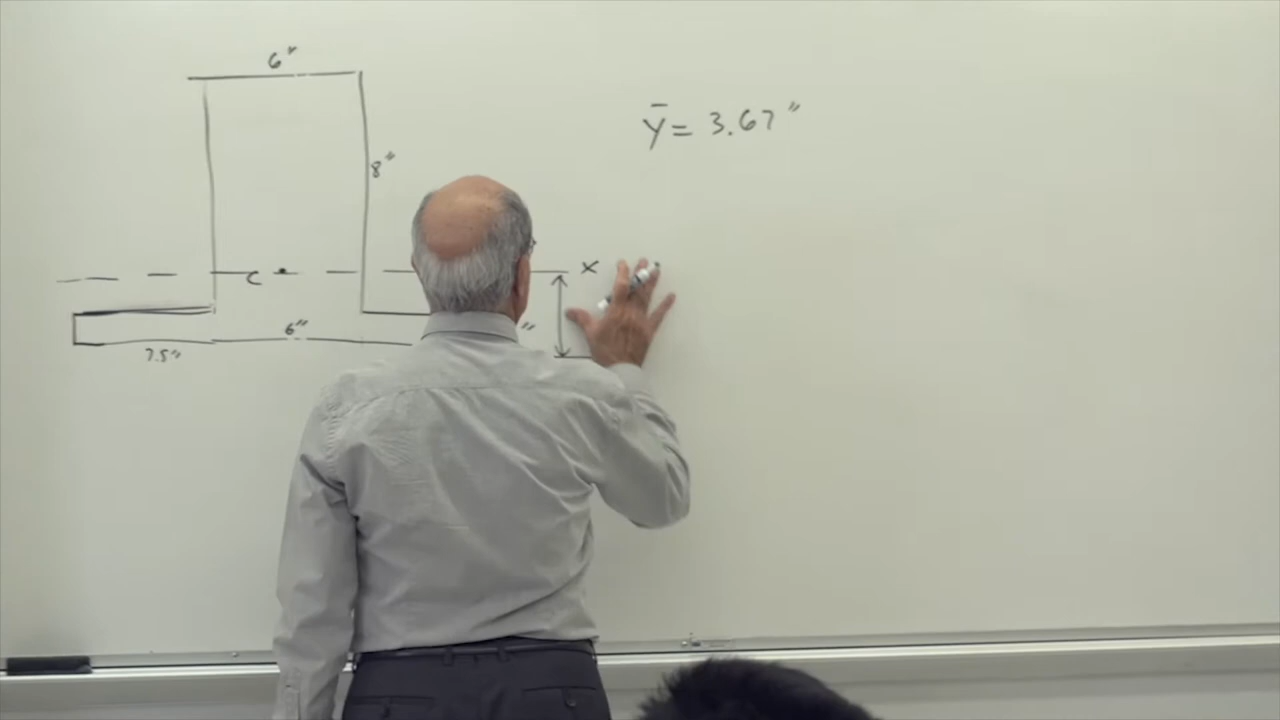 6"
ȳ = 3.67"
8"
C
X
6"
"
7.5"